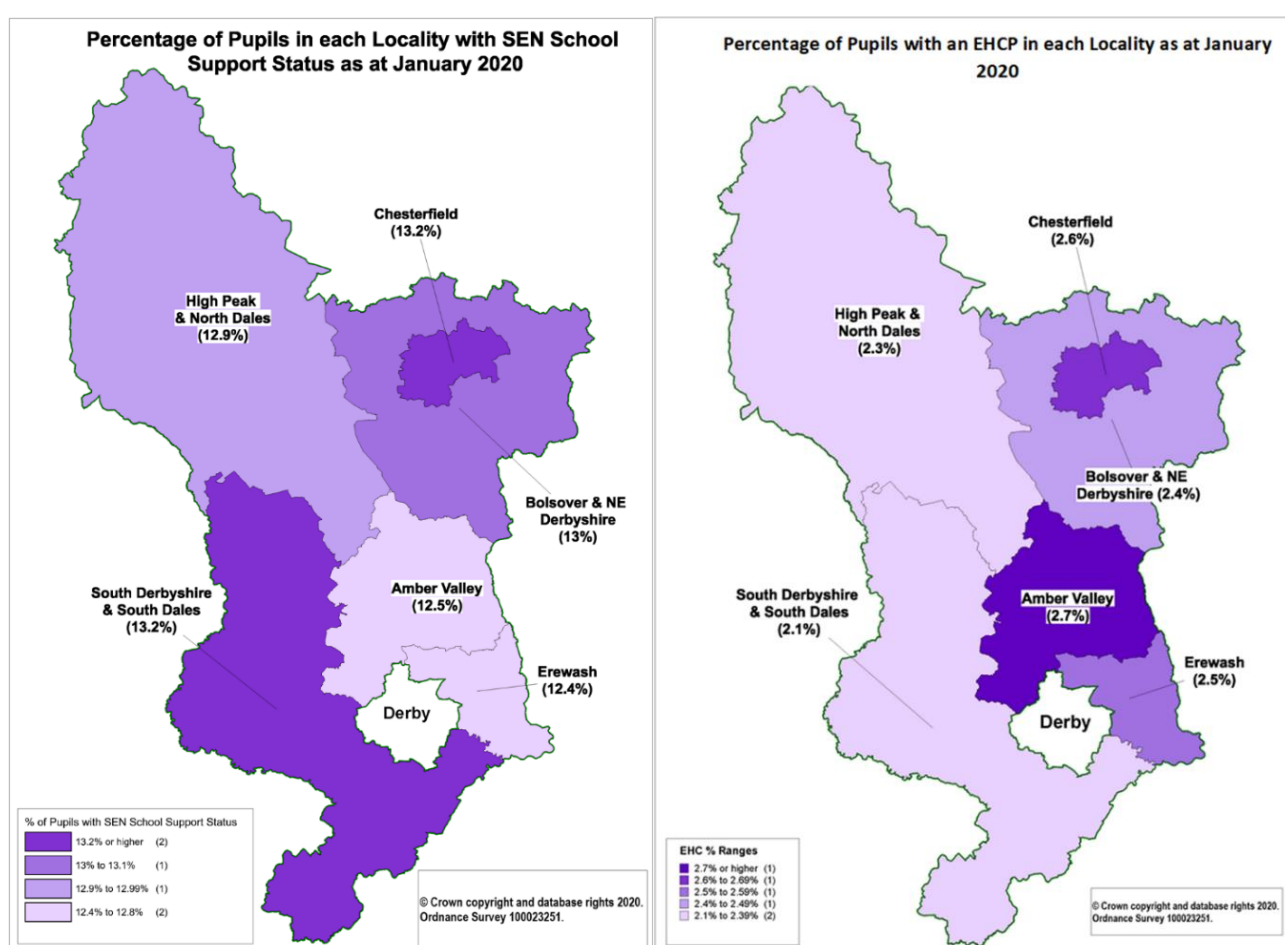 Percentage of Pupils in each Locality with SEN School
Support Status as at January 2020
Chesterfield
(13.2%)
High Peak
& North Dales
(12.9%)
Bolsover & NE
Derbyshire
(13%)
Amber Valley
(12.5%)
South Derbyshire
& South Dales
(13.2%)
Erewash
(12.4%)
Derby
% of Pupils with SEN School Support Status
13.2% or higher (2)
13% to 13.1% (1)
12.9% to 12.99% (1)
12.4% to 12.8% (2)
© Crown copyright and database rights 2020.
Ordnance Survey 100023251.
Percentage of Pupils with an EHCP in each Locality as at January
2020
Chesterfield
(2.6%)
High Peak &
North Dales
(2.3%)
Bolsover & NE
Derbyshire (2.4%)
South Derbyshire
& South Dales
(2.1%)
Amber Valley
(2.7%)
Erewash
(2.5%)
Derby
EHC % Ranges
2.7% or higher (1)
2.6% to 2.69% (1)
2.5% to 2.59% (1)
2.4% to 2.49% (1)
2.1% to 2.39% (2)
© Crown copyright and database rights 2020.
Ordnance Survey 100023251.